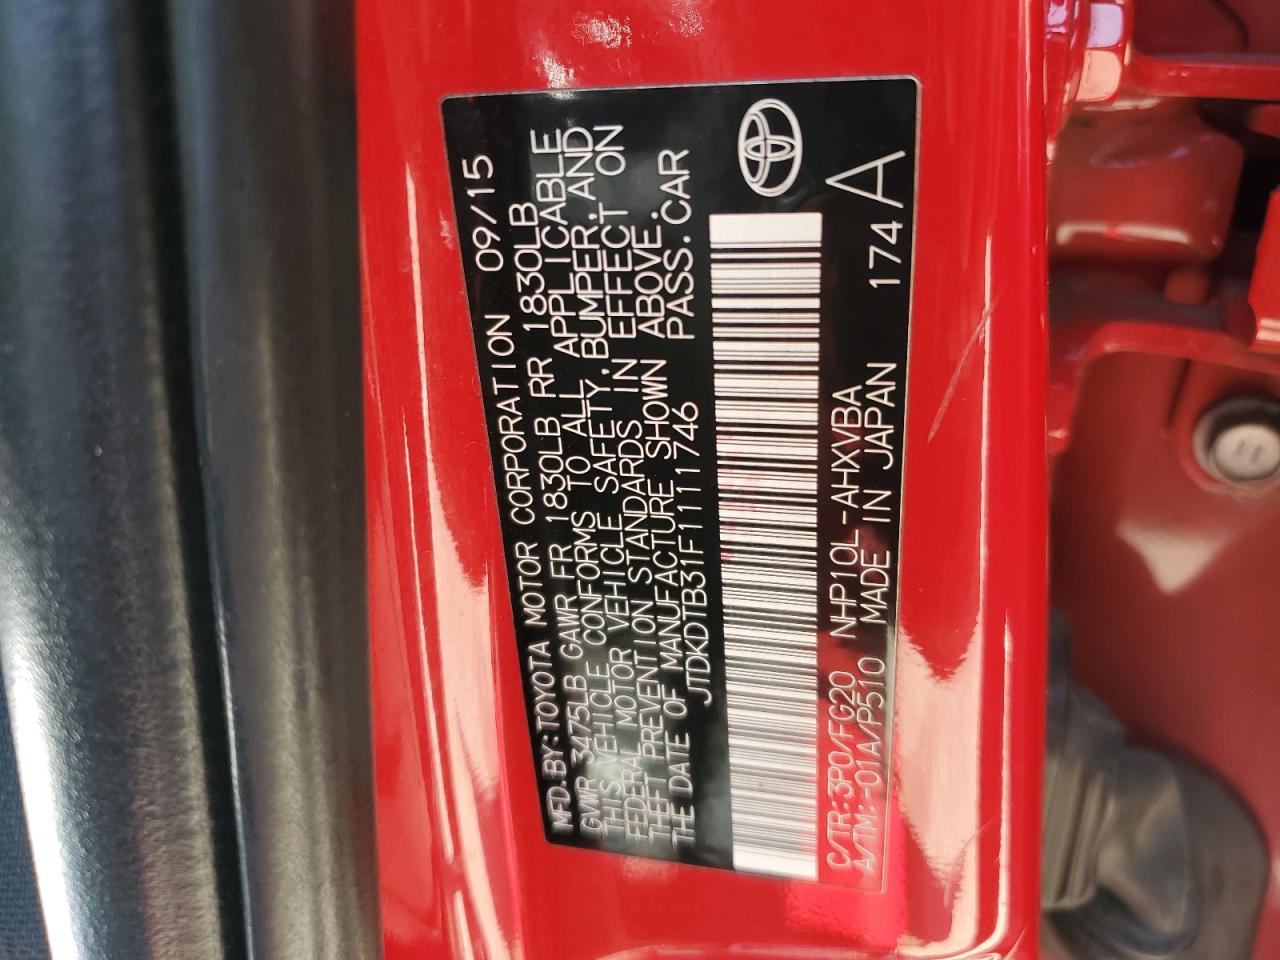 MFD.BY:TOYOTA MOTOR CORPORATION 09/15
GVWR 3475LB GAWR FR 1830LB RR 1830LB
THIS VEHICLE CONFORMS TO ALL APPLICABLE
FEDERAL MOTOR VEHICLE SAFETY,BUMPER,AND
THEFT PREVENTION STANDARDS IN EFFECT ON
THE DATE OF MANUFACTURE SHOWN ABOVE.
JTDKDTB31F1111746 PASS.CAR
C/TR:3P0/FG20 NHP10L-AHXVBA 174
A/TM:-01A/P510 MADE IN JAPAN A